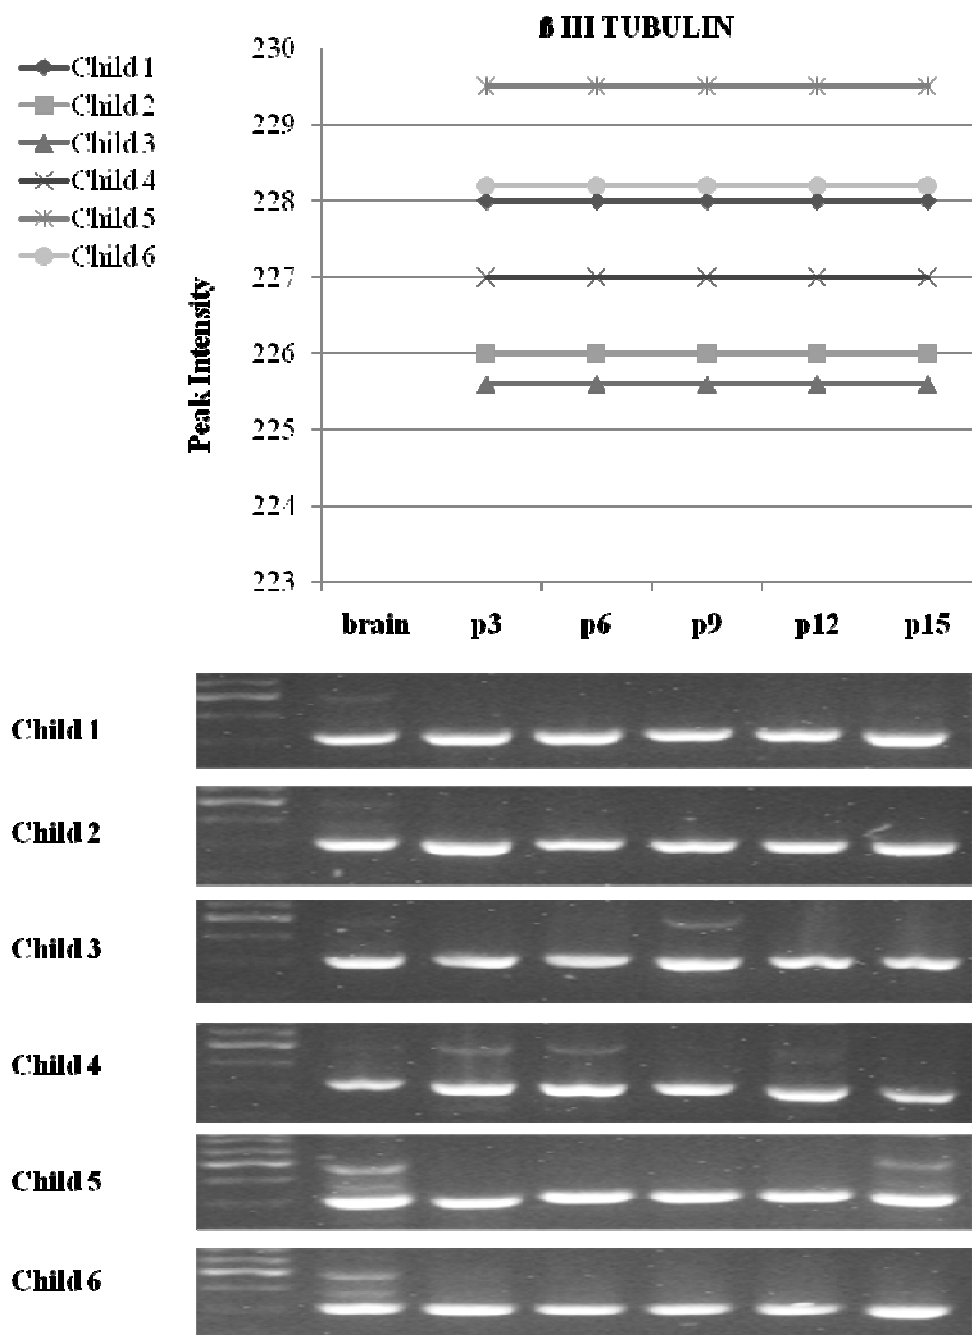 ß III TUBULIN
Child 1
Child 2
Child 3
Child 4
Child 5
Child 6
Peak Intensity
230
229
228
227
226
225
224
223
brain p3 p6 p9 p12 p15
Child 1
Child 2
Child 3
Child 4
Child 5
Child 6